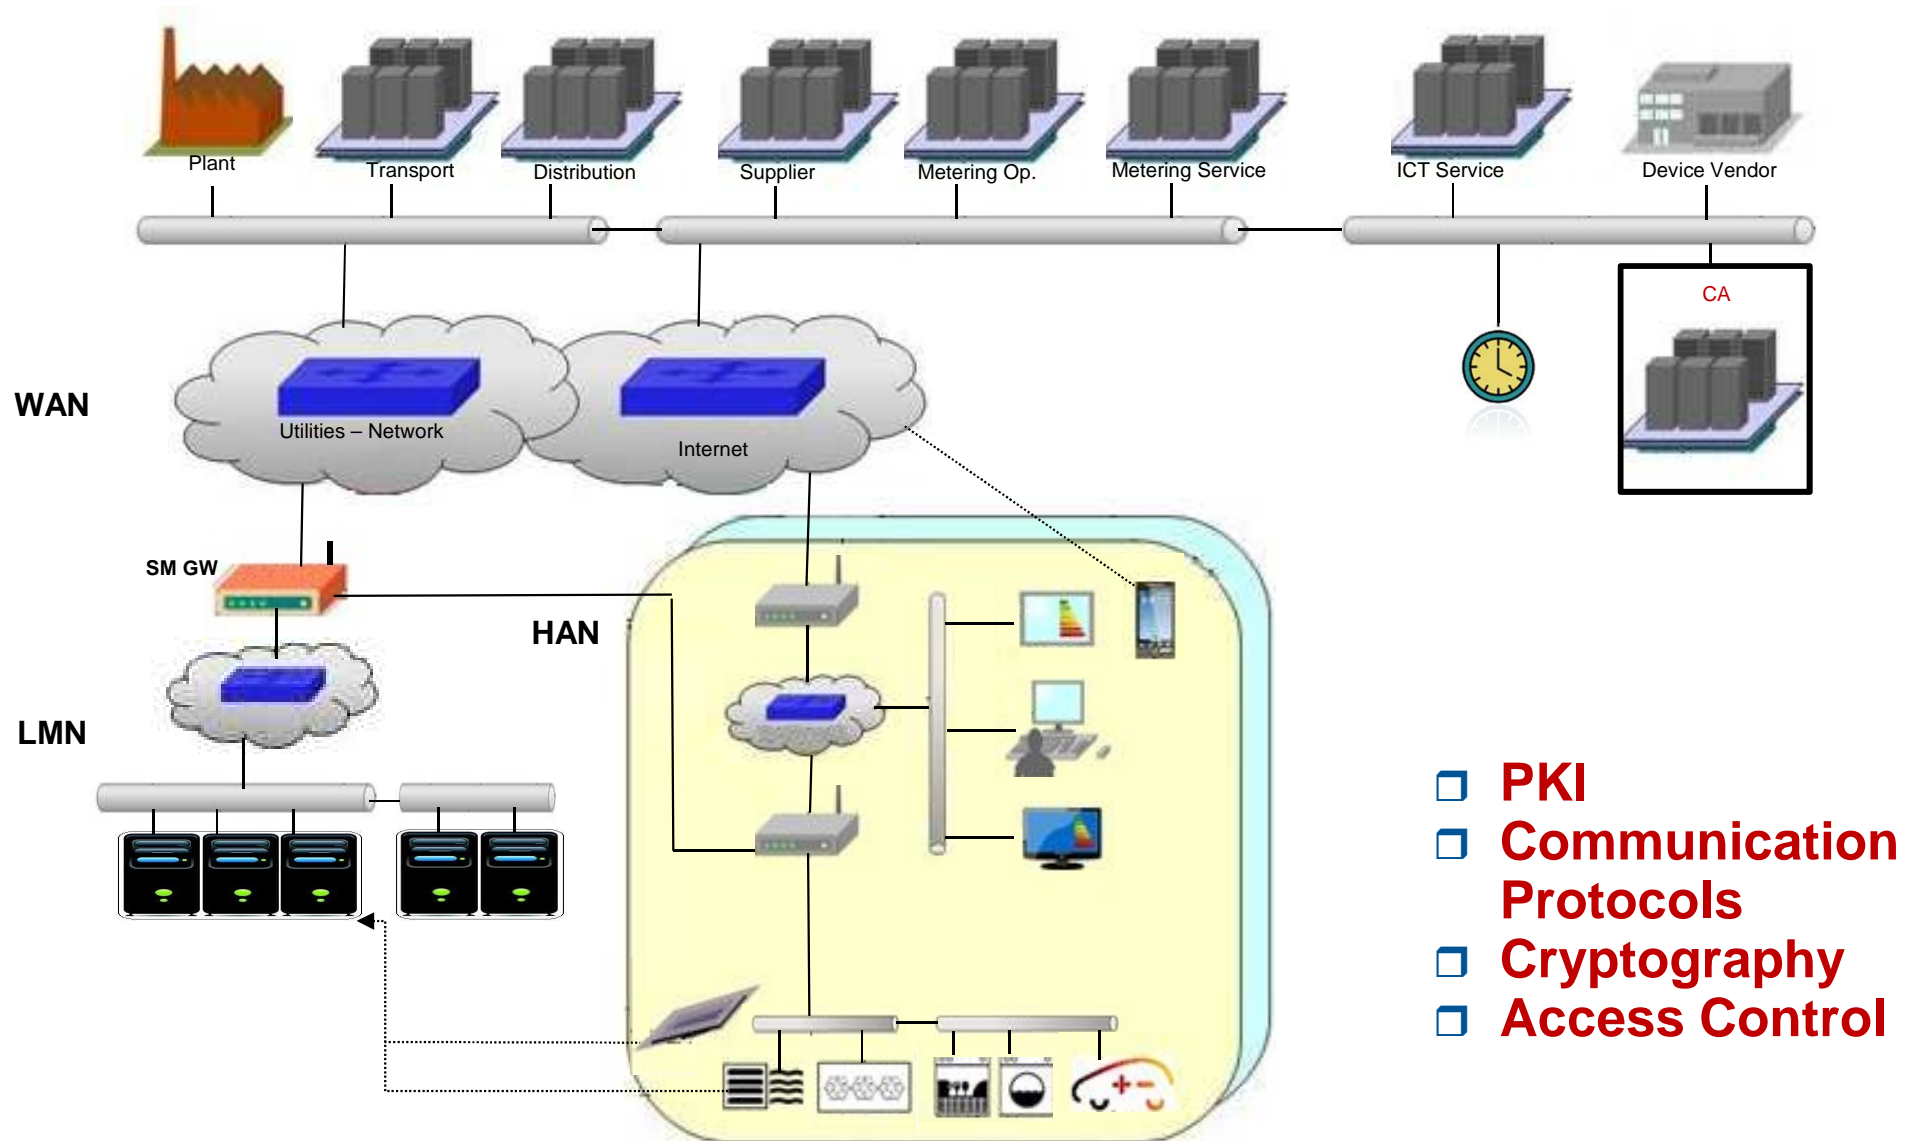 Plant
Transport
Distribution
Supplier
Metering Op.
Metering Service
ICT Service
Device Vendor
CA
WAN
Utilities – Network
Internet
SM GW
HAN
LMN
PKI
Communication
Protocols
Cryptography
Access Control